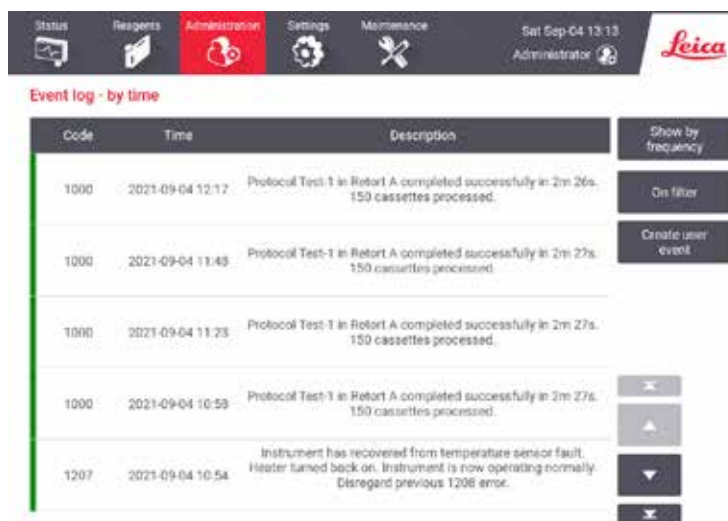 Status Reagents Administration Settings Maintenance Sat Sep-04 13:13
Administrator
Leica
Event log - by time
Code Time Description
Show by
frequency
On filter
Create user
event
1000 2021-09-04 12:17 Protocol Test-1 in Retort A completed successfully in 2m 26s.
150 cassettes processed.
1000 2021-09-04 11:48 Protocol Test-1 in Retort A completed successfully in 2m 27s.
150 cassettes processed.
1000 2021-09-04 11:23 Protocol Test-1 in Retort A completed successfully in 2m 27s.
150 cassettes processed.
1000 2021-09-04 10:58 Protocol Test-1 in Retort A completed successfully in 2m 27s.
150 cassettes processed.
1207 2021-09-04 10:54 Instrument has recovered from temperature sensor fault.
Heater turned back on. Instrument is now operating normally.
Disregard previous 1208 error.